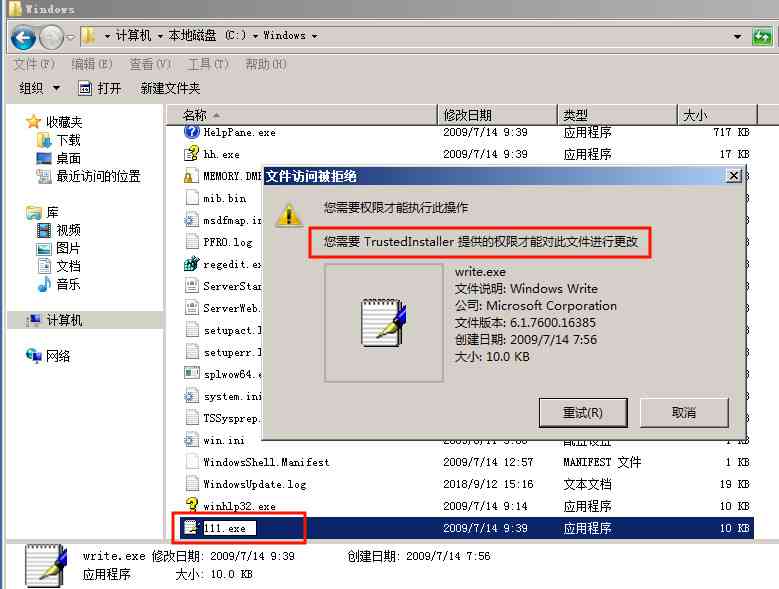 Windows
计算机 本地磁盘 (C:) Windows
文件(F) 编辑(E) 查看(V) 工具(T) 帮助(H)
组织 打开 新建文件夹
收藏夹
下载
桌面
最近访问的位置
库
视频
图片
文档
音乐
计算机
网络
名称 修改日期 类型 大小
HelpPane.exe 2009/7/14 9:39 应用程序 717 KB
hh.exe 2009/7/14 9:39 应用程序 17 KB
MEMORY.DMP
mib.bin
msdfmap.in
PFRO.log
regedit.ex
ServerStar
ServerWeb.
setupact.l
setuperr.l
splwow64.e
system.ini
TSSysprep.
win.ini
WindowsShell.Manifest 2009/7/14 12:57 MANIFEST 文件 1 KB
WindowsUpdate.log 2018/9/12 15:16 文本文档 19 KB
winhlp32.exe 2009/7/14 9:14 应用程序 10 KB
111.exe 2009/7/14 9:39 应用程序 10 KB
文件访问被拒绝
您需要权限才能执行此操作
您需要 TrustedInstaller 提供的权限才能对此文件进行更改
write.exe
文件说明: Windows Write
公司: Microsoft Corporation
文件版本: 6.1.7600.16385
创建日期: 2009/7/14 7:56
大小: 10.0 KB
重试(R) 取消
write.exe 修改日期: 2009/7/14 9:39 创建日期: 2009/7/14 7:56
应用程序 大小: 10.0 KB